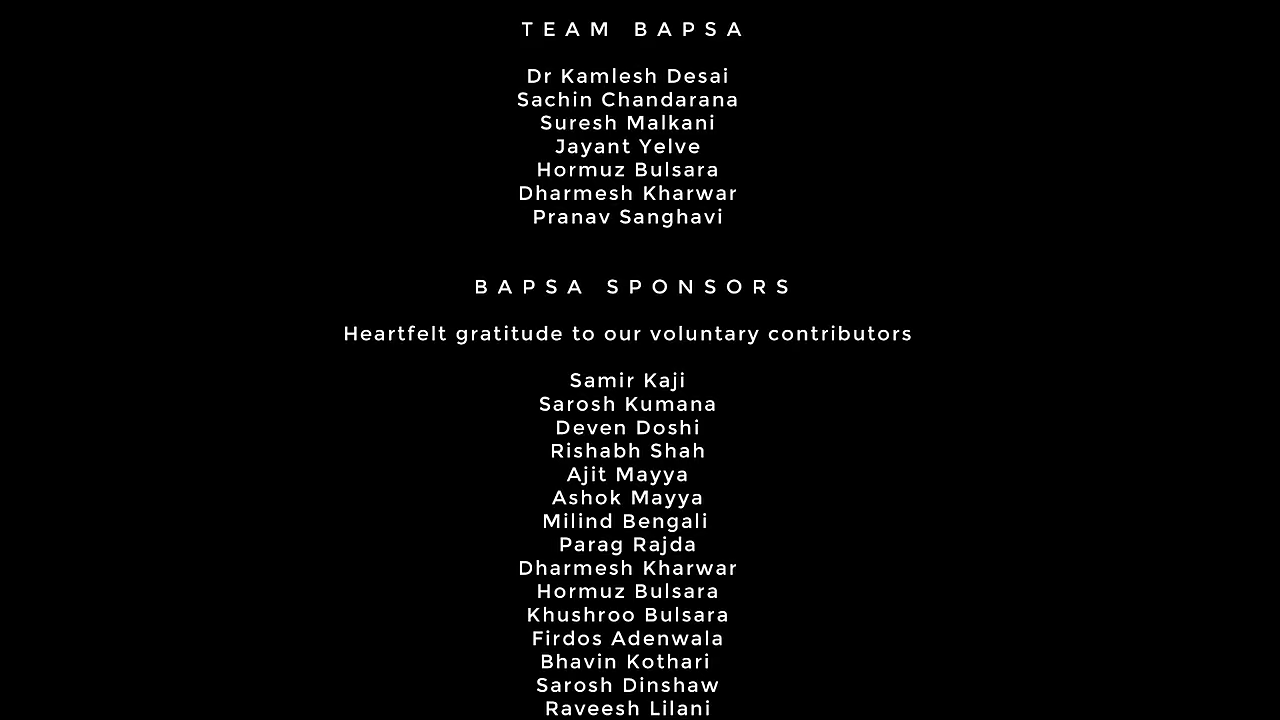 TEAM BAPSA
Dr Kamlesh Desai
Sachin Chandarana
Suresh Malkani
Jayant Yelve
Hormuz Bulsara
Dharmesh Kharwar
Pranav Sanghavi
BAPSA SPONSORS
Heartfelt gratitude to our voluntary contributors
Samir Kaji
Sarosh Kumana
Deven Doshi
Rishabh Shah
Ajit Mayya
Ashok Mayya
Milind Bengali
Parag Rajda
Dharmesh Kharwar
Hormuz Bulsara
Khushroo Bulsara
Firdos Adenwala
Bhavin Kothari
Sarosh Dinshaw
Raveesh Lilani